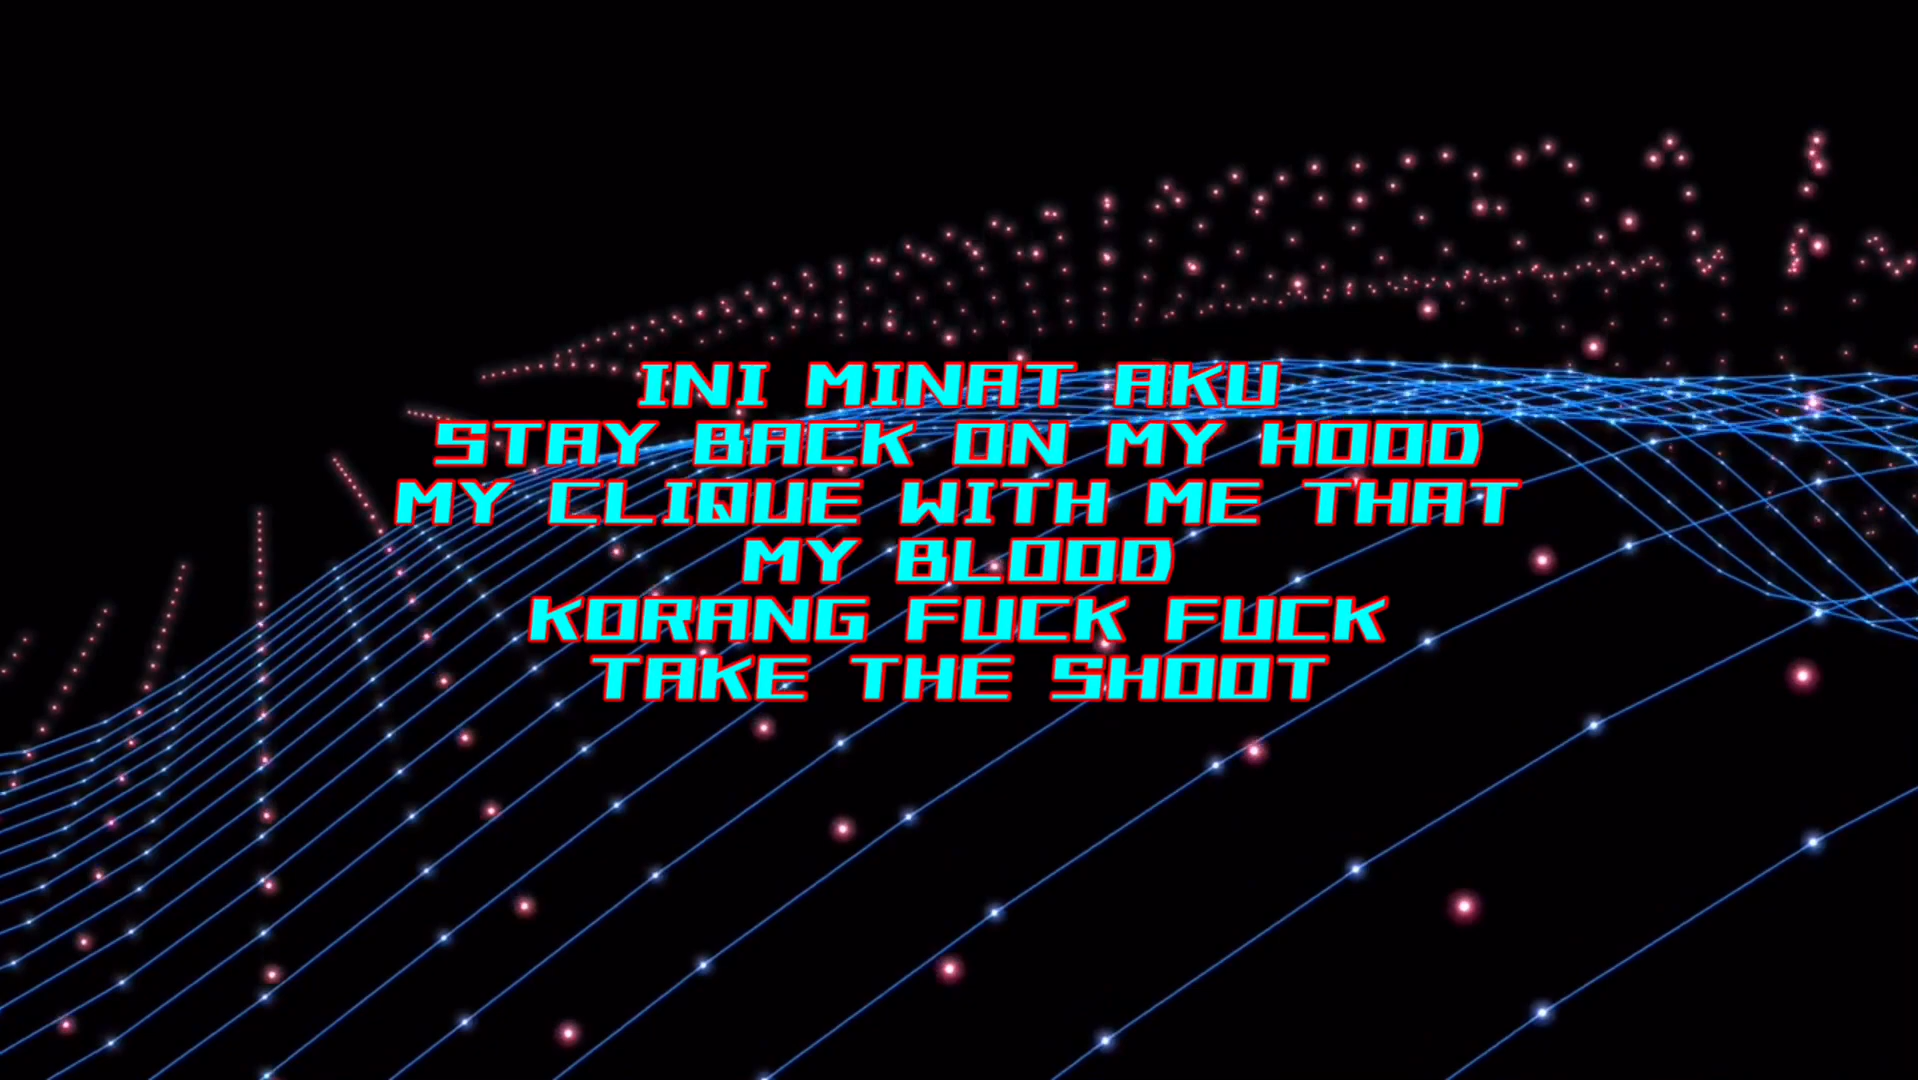 INI MINAT AKU
STAY BACK ON MY HOOD
MY CLIQUE WITH ME THAT
MY BLOOD
KORANG FUCK FUCK
TAKE THE SHOOT